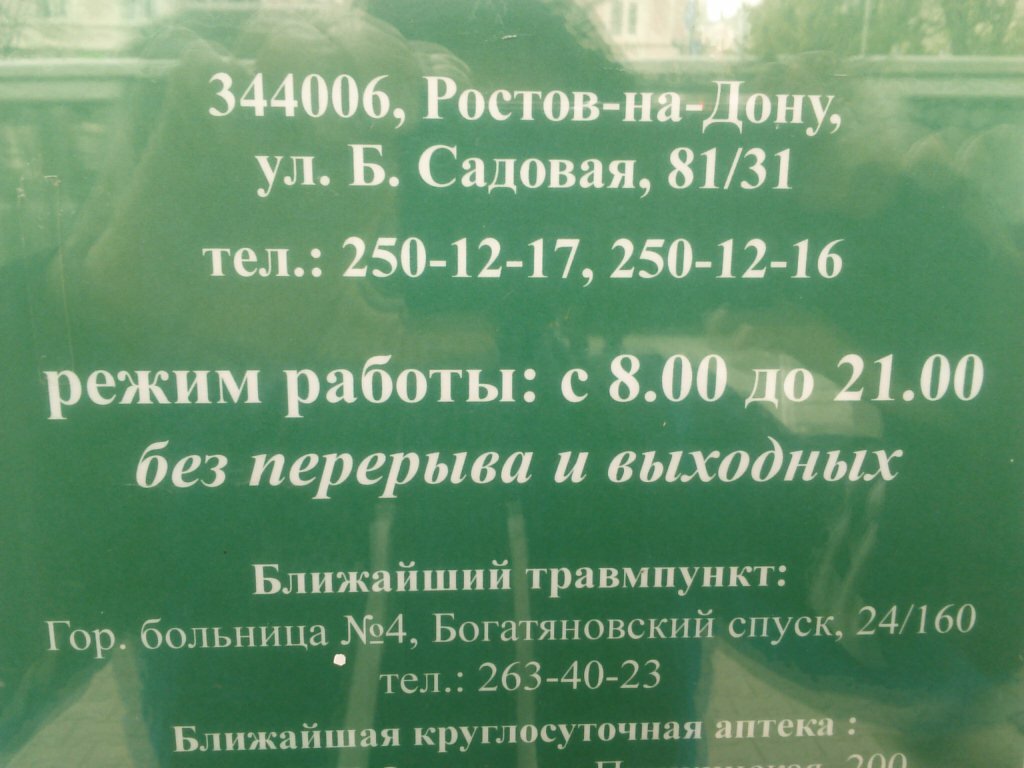 344006, Ростов-на-Дону,
ул. Б. Садовая, 81/31
тел.: 250-12-17, 250-12-16
режим работы: с 8.00 до 21.00
без перерыва и выходных
Ближайший травмпункт:
Гор. больница №4, Богатяновский спуск, 24/160
тел.: 263-40-23
Ближайшая круглосуточная аптека :
200